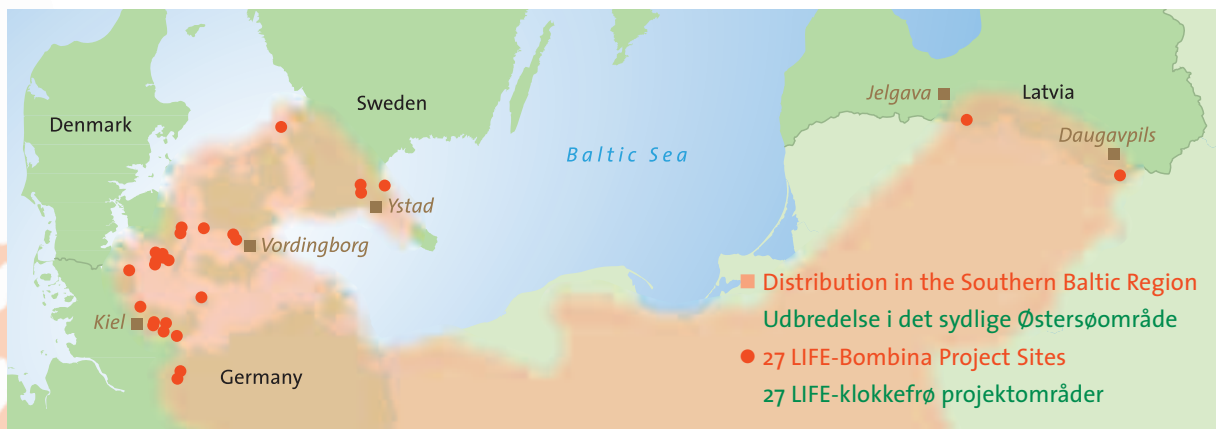 Denmark
Sweden
Jelgava
Latvia
Daugavpils
Baltic Sea
Ystad
Vordingborg
Kiel
Germany
Distribution in the Southern Baltic Region
Udbredelse i det sydlige Østersøområde
27 LIFE-Bombina Project Sites
27 LIFE-klokkefrø projektområder